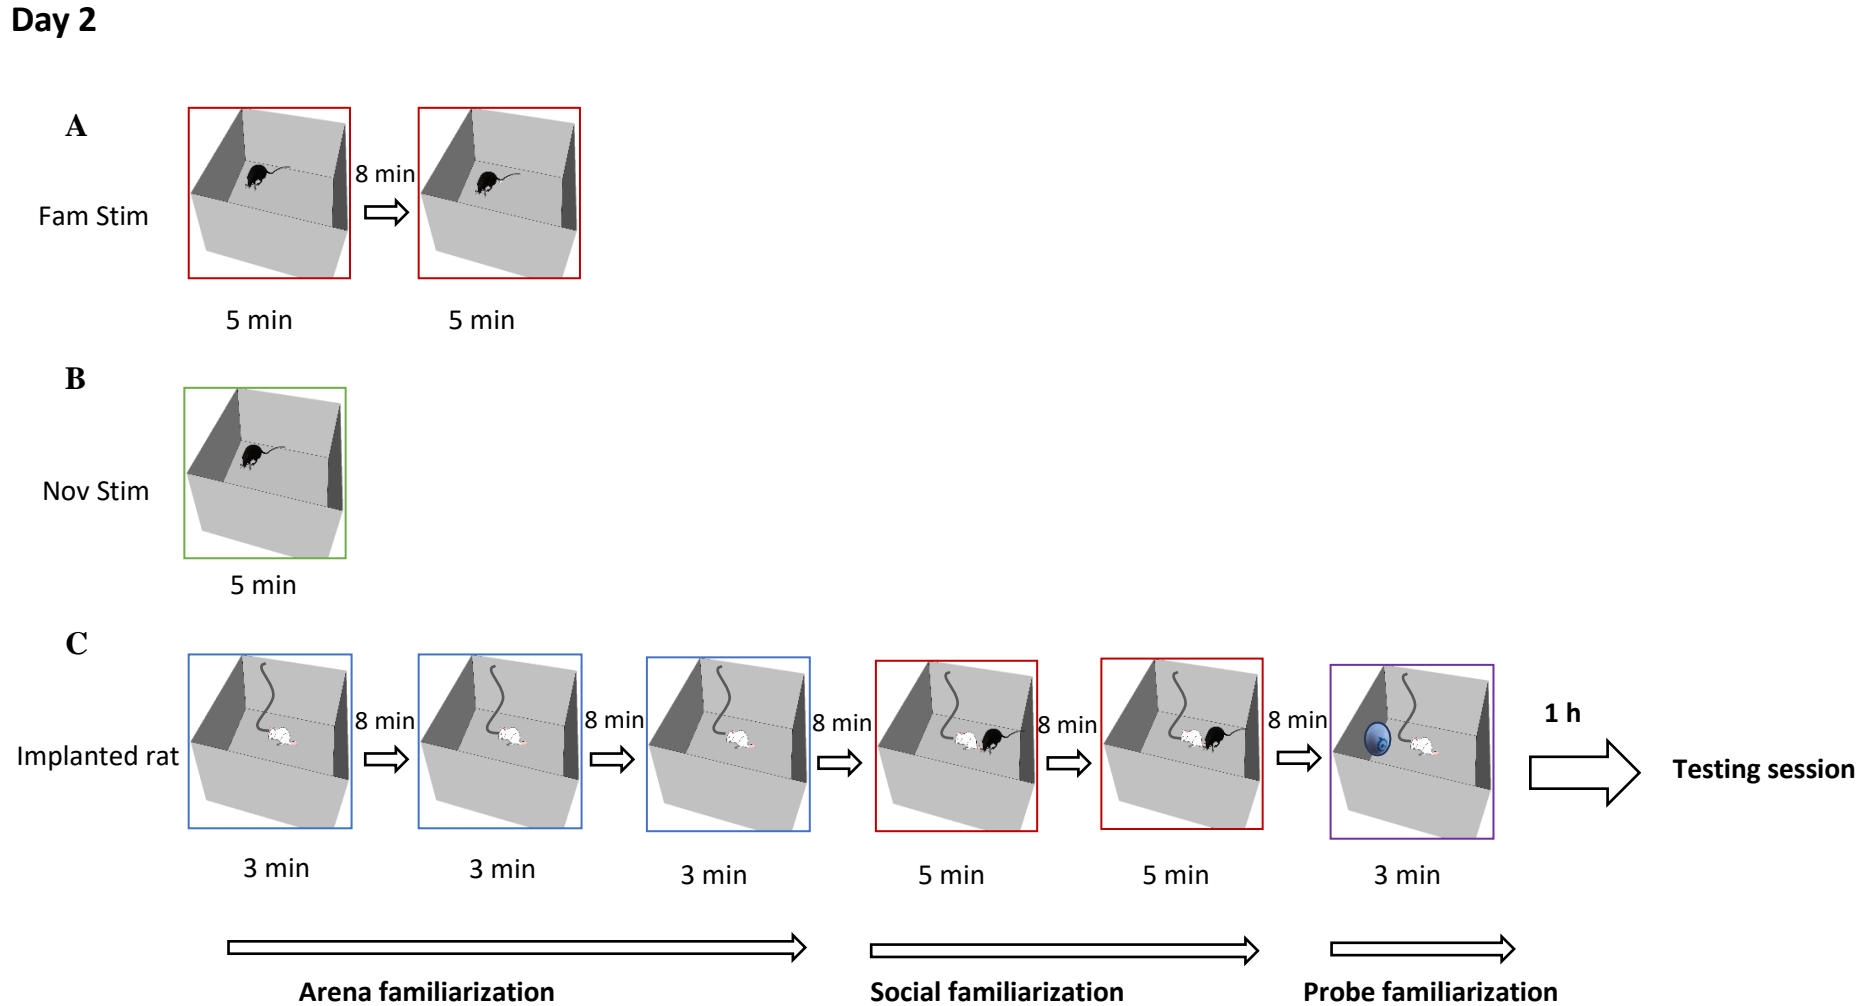 Day 2
A
8 min
Fam Stim
5 min 5 min
B
Nov Stim
5 min
C
8 min 8 min 8 min 8 min 8 min 1 h
Implanted rat
Testing session
3 min 3 min 3 min 5 min 5 min 3 min
Arena familiarization Social familiarization Probe familiarization